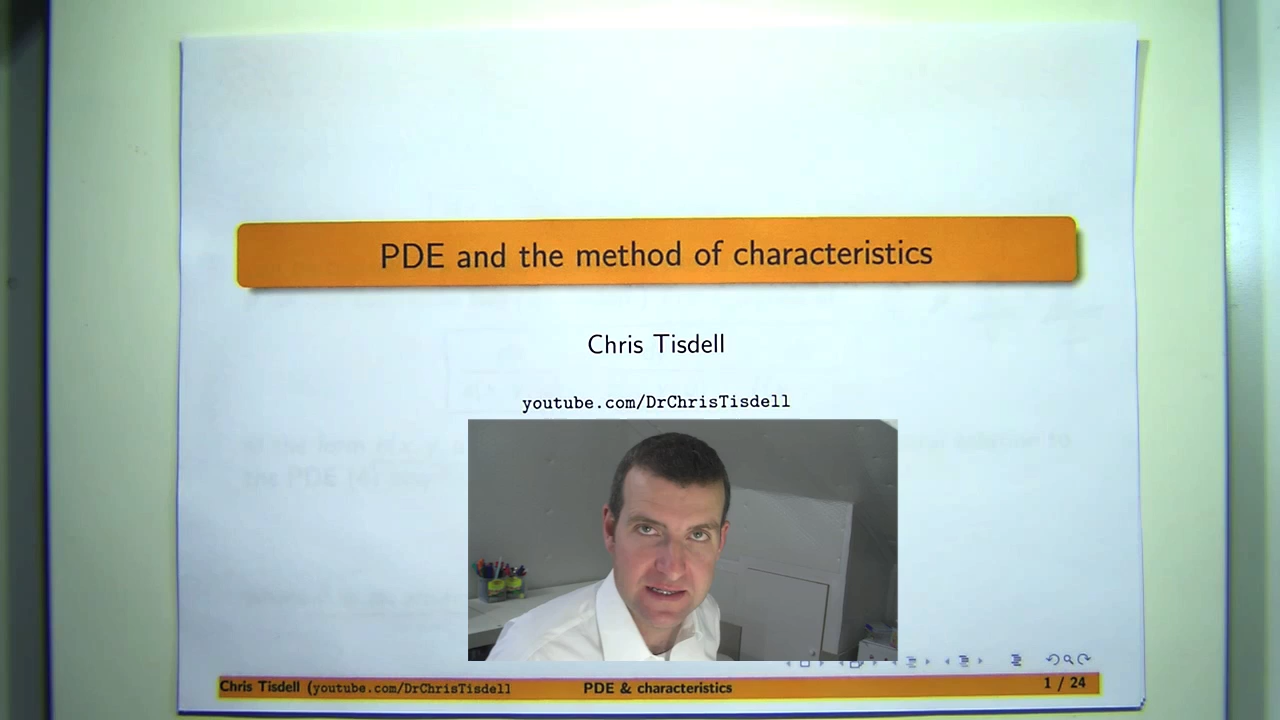 PDE and the method of characteristics
Chris Tisdell
youtube.com/DrChrisTisdell
Chris Tisdell (youtube.com/DrChrisTisdell
PDE & characteristics
1 / 24